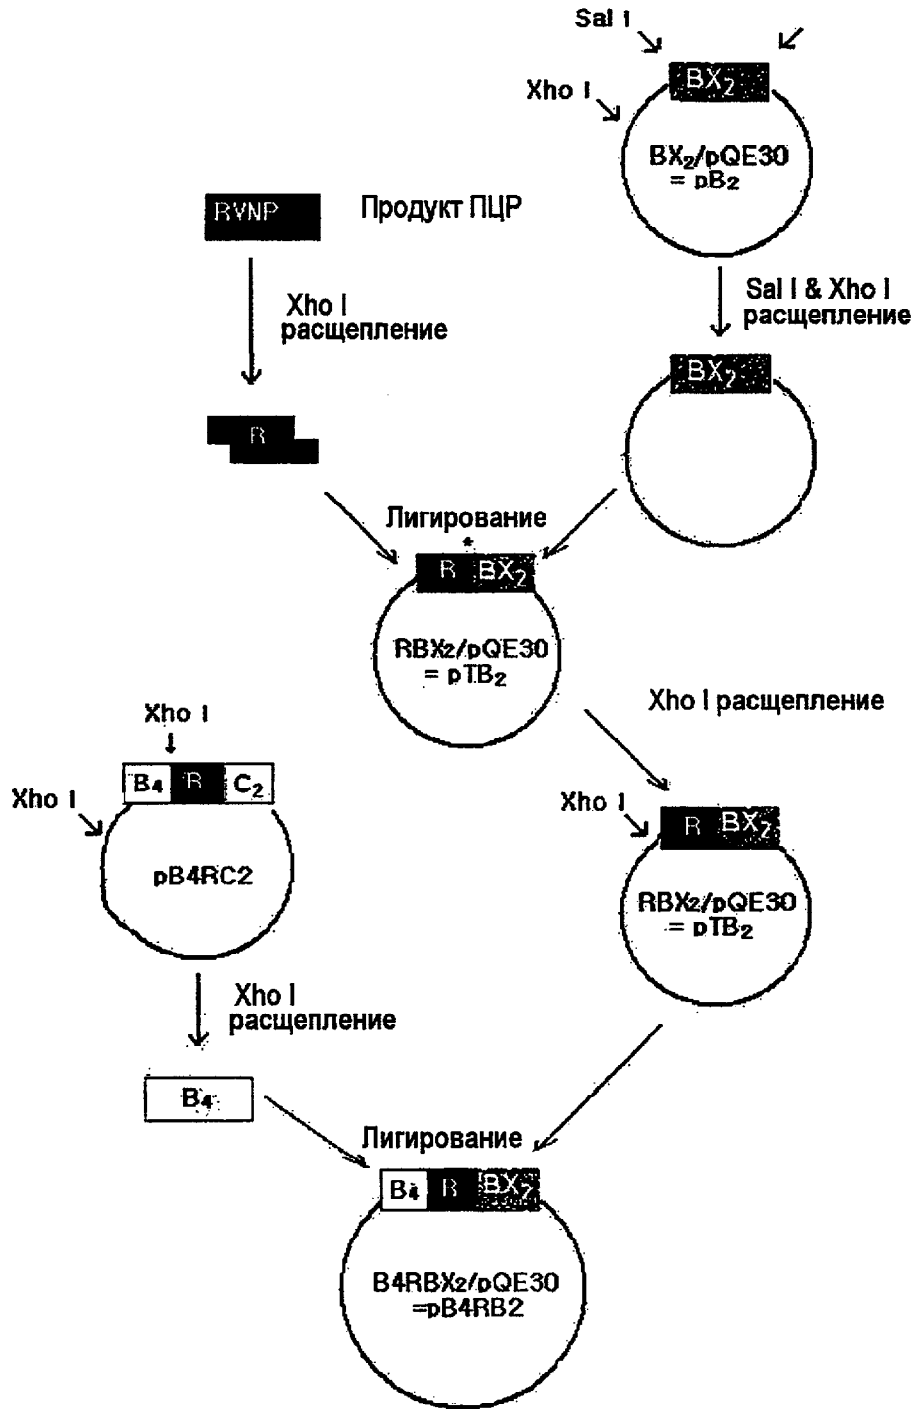 Sal I
Xho I
BX2
BX2/pQE30
= pB2
RVNP
Продукт ПЦР
Xho I
расщепление
Sal I & Xho I
расщепление
BX2
R
Лигирование
*
R BX2
RBX2/pQE30
= pTB2
Xho I расщепление
Xho I
B4 R C2
Xho I
pB4RC2
Xho I
R BX2
RBX2/pQE30
= pTB2
Xho I
расщепление
B4
Лигирование
B4 R BX2
B4RBX2/pQE30
=pB4RB2